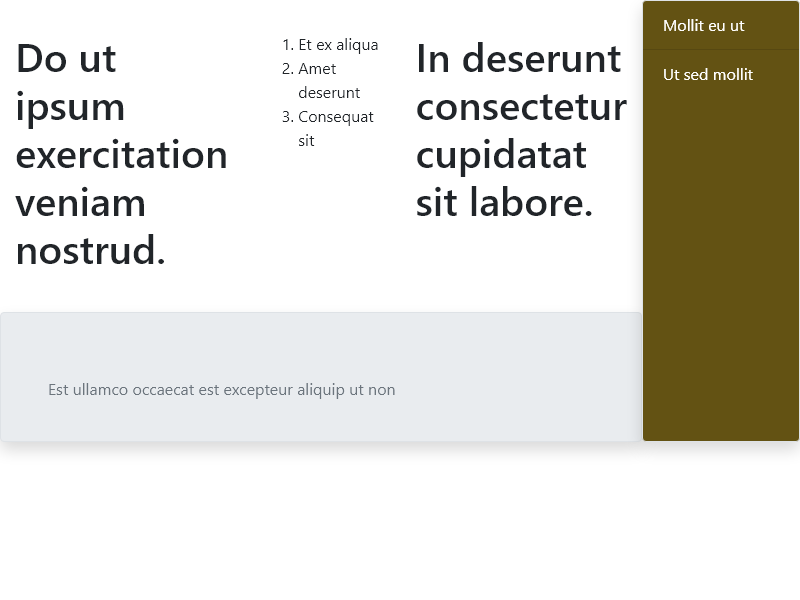 Do ut
ipsum
exercitation
veniam
nostrud.
1. Et ex aliqua
2. Amet
deserunt
3. Consequat
sit
In deserunt
consectetur
cupidatat
sit labore.
Mollit eu ut
Ut sed mollit
Est ullamco occaecat est excepteur aliquip ut non